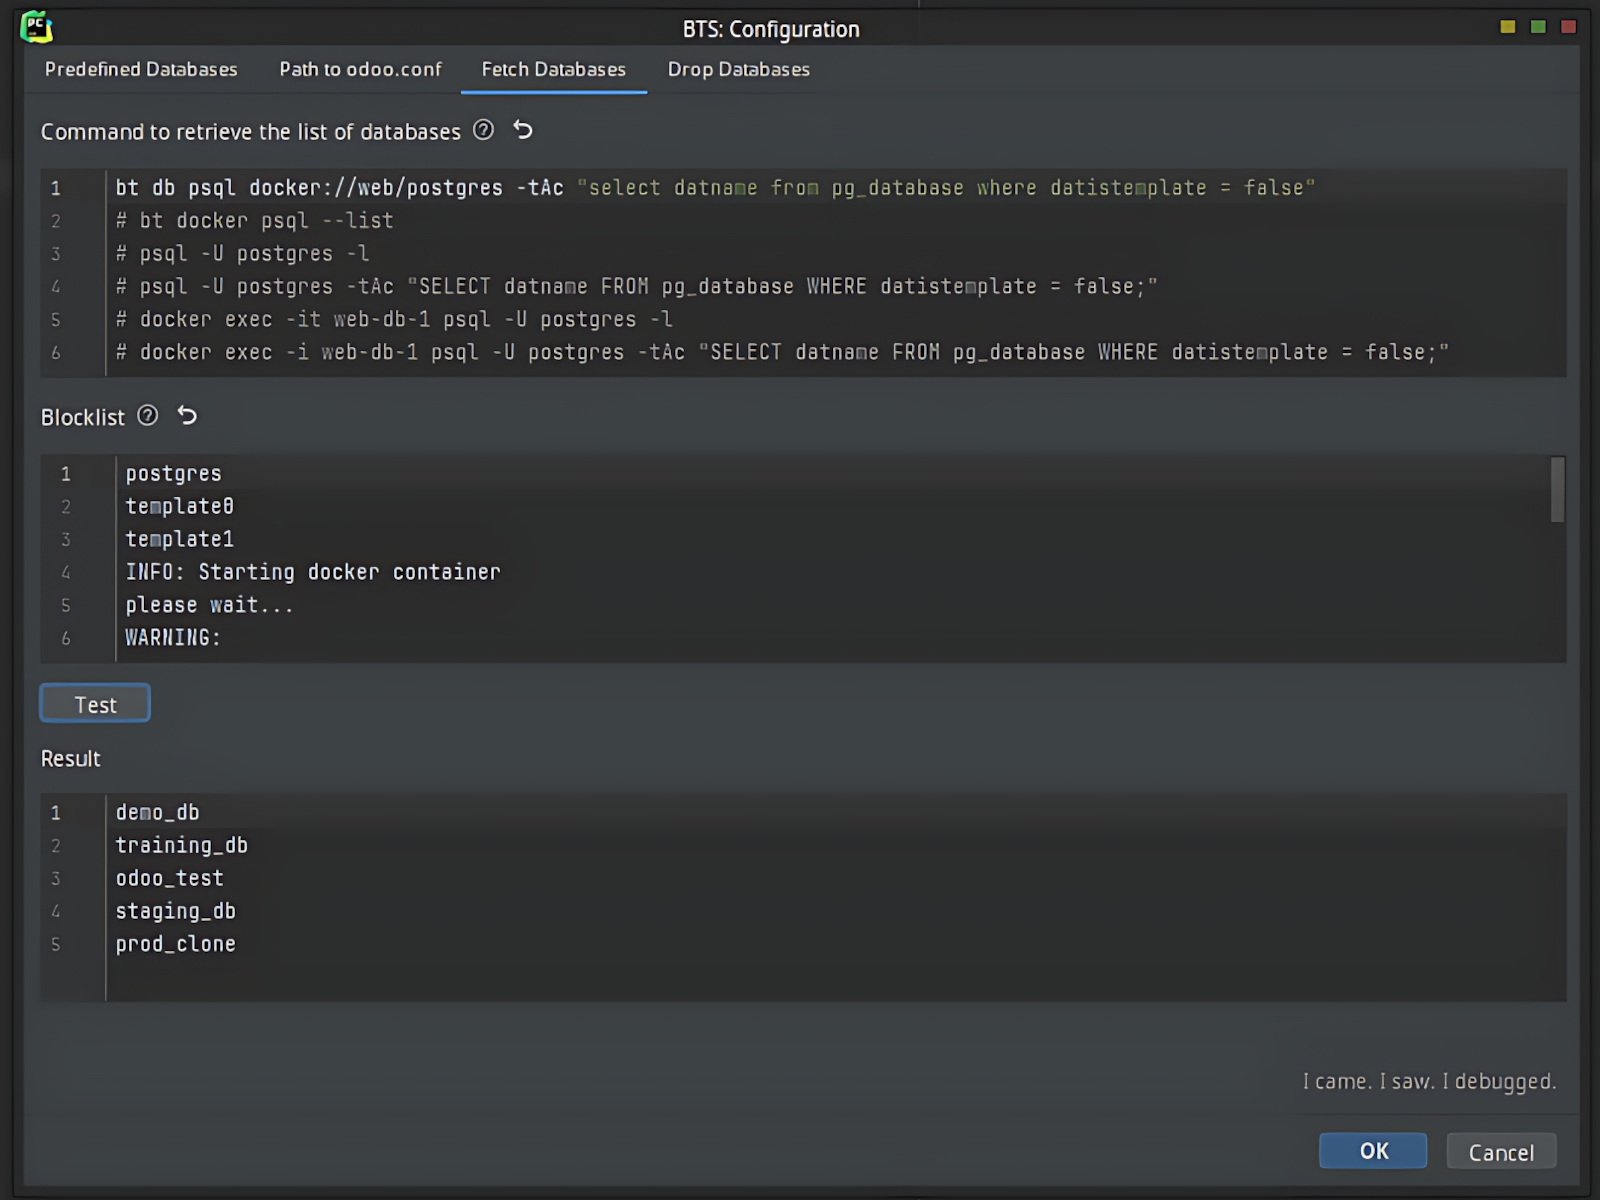 PC
BTS: Configuration
Predefined Databases Path to odoo.conf Fetch Databases Drop Databases
Command to retrieve the list of databases
1 bt db psql docker://web/postgres -tAc "select datname from pg_database where datistemplate = false"
2 # bt docker psql --list
3 # psql -U postgres -l
4 # psql -U postgres -tAc "SELECT datname FROM pg_database WHERE datistemplate = false;"
5 # docker exec -it web-db-1 psql -U postgres -l
6 # docker exec -i web-db-1 psql -U postgres -tAc "SELECT datname FROM pg_database WHERE datistemplate = false;"
Blocklist
1 postgres
2 template0
3 template1
4 INFO: Starting docker container
5 please wait...
6 WARNING:
Test
Result
1 demo_db
2 training_db
3 odoo_test
4 staging_db
5 prod_clone
I came. I saw. I debugged.
OK Cancel